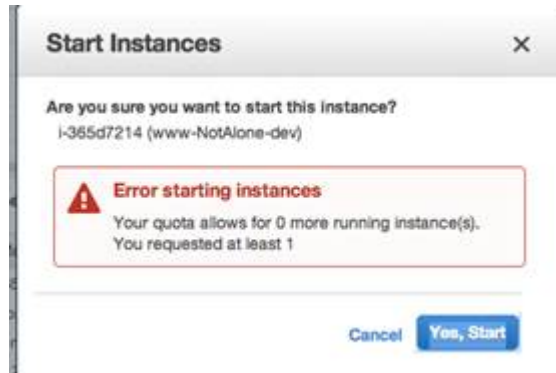 Start Instances
Are you sure you want to start this instance?
i-365d7214 (www-NotAlone-dev)
Error starting instances
Your quota allows for 0 more running instance(s).
You requested at least 1
Cancel Yes, Start